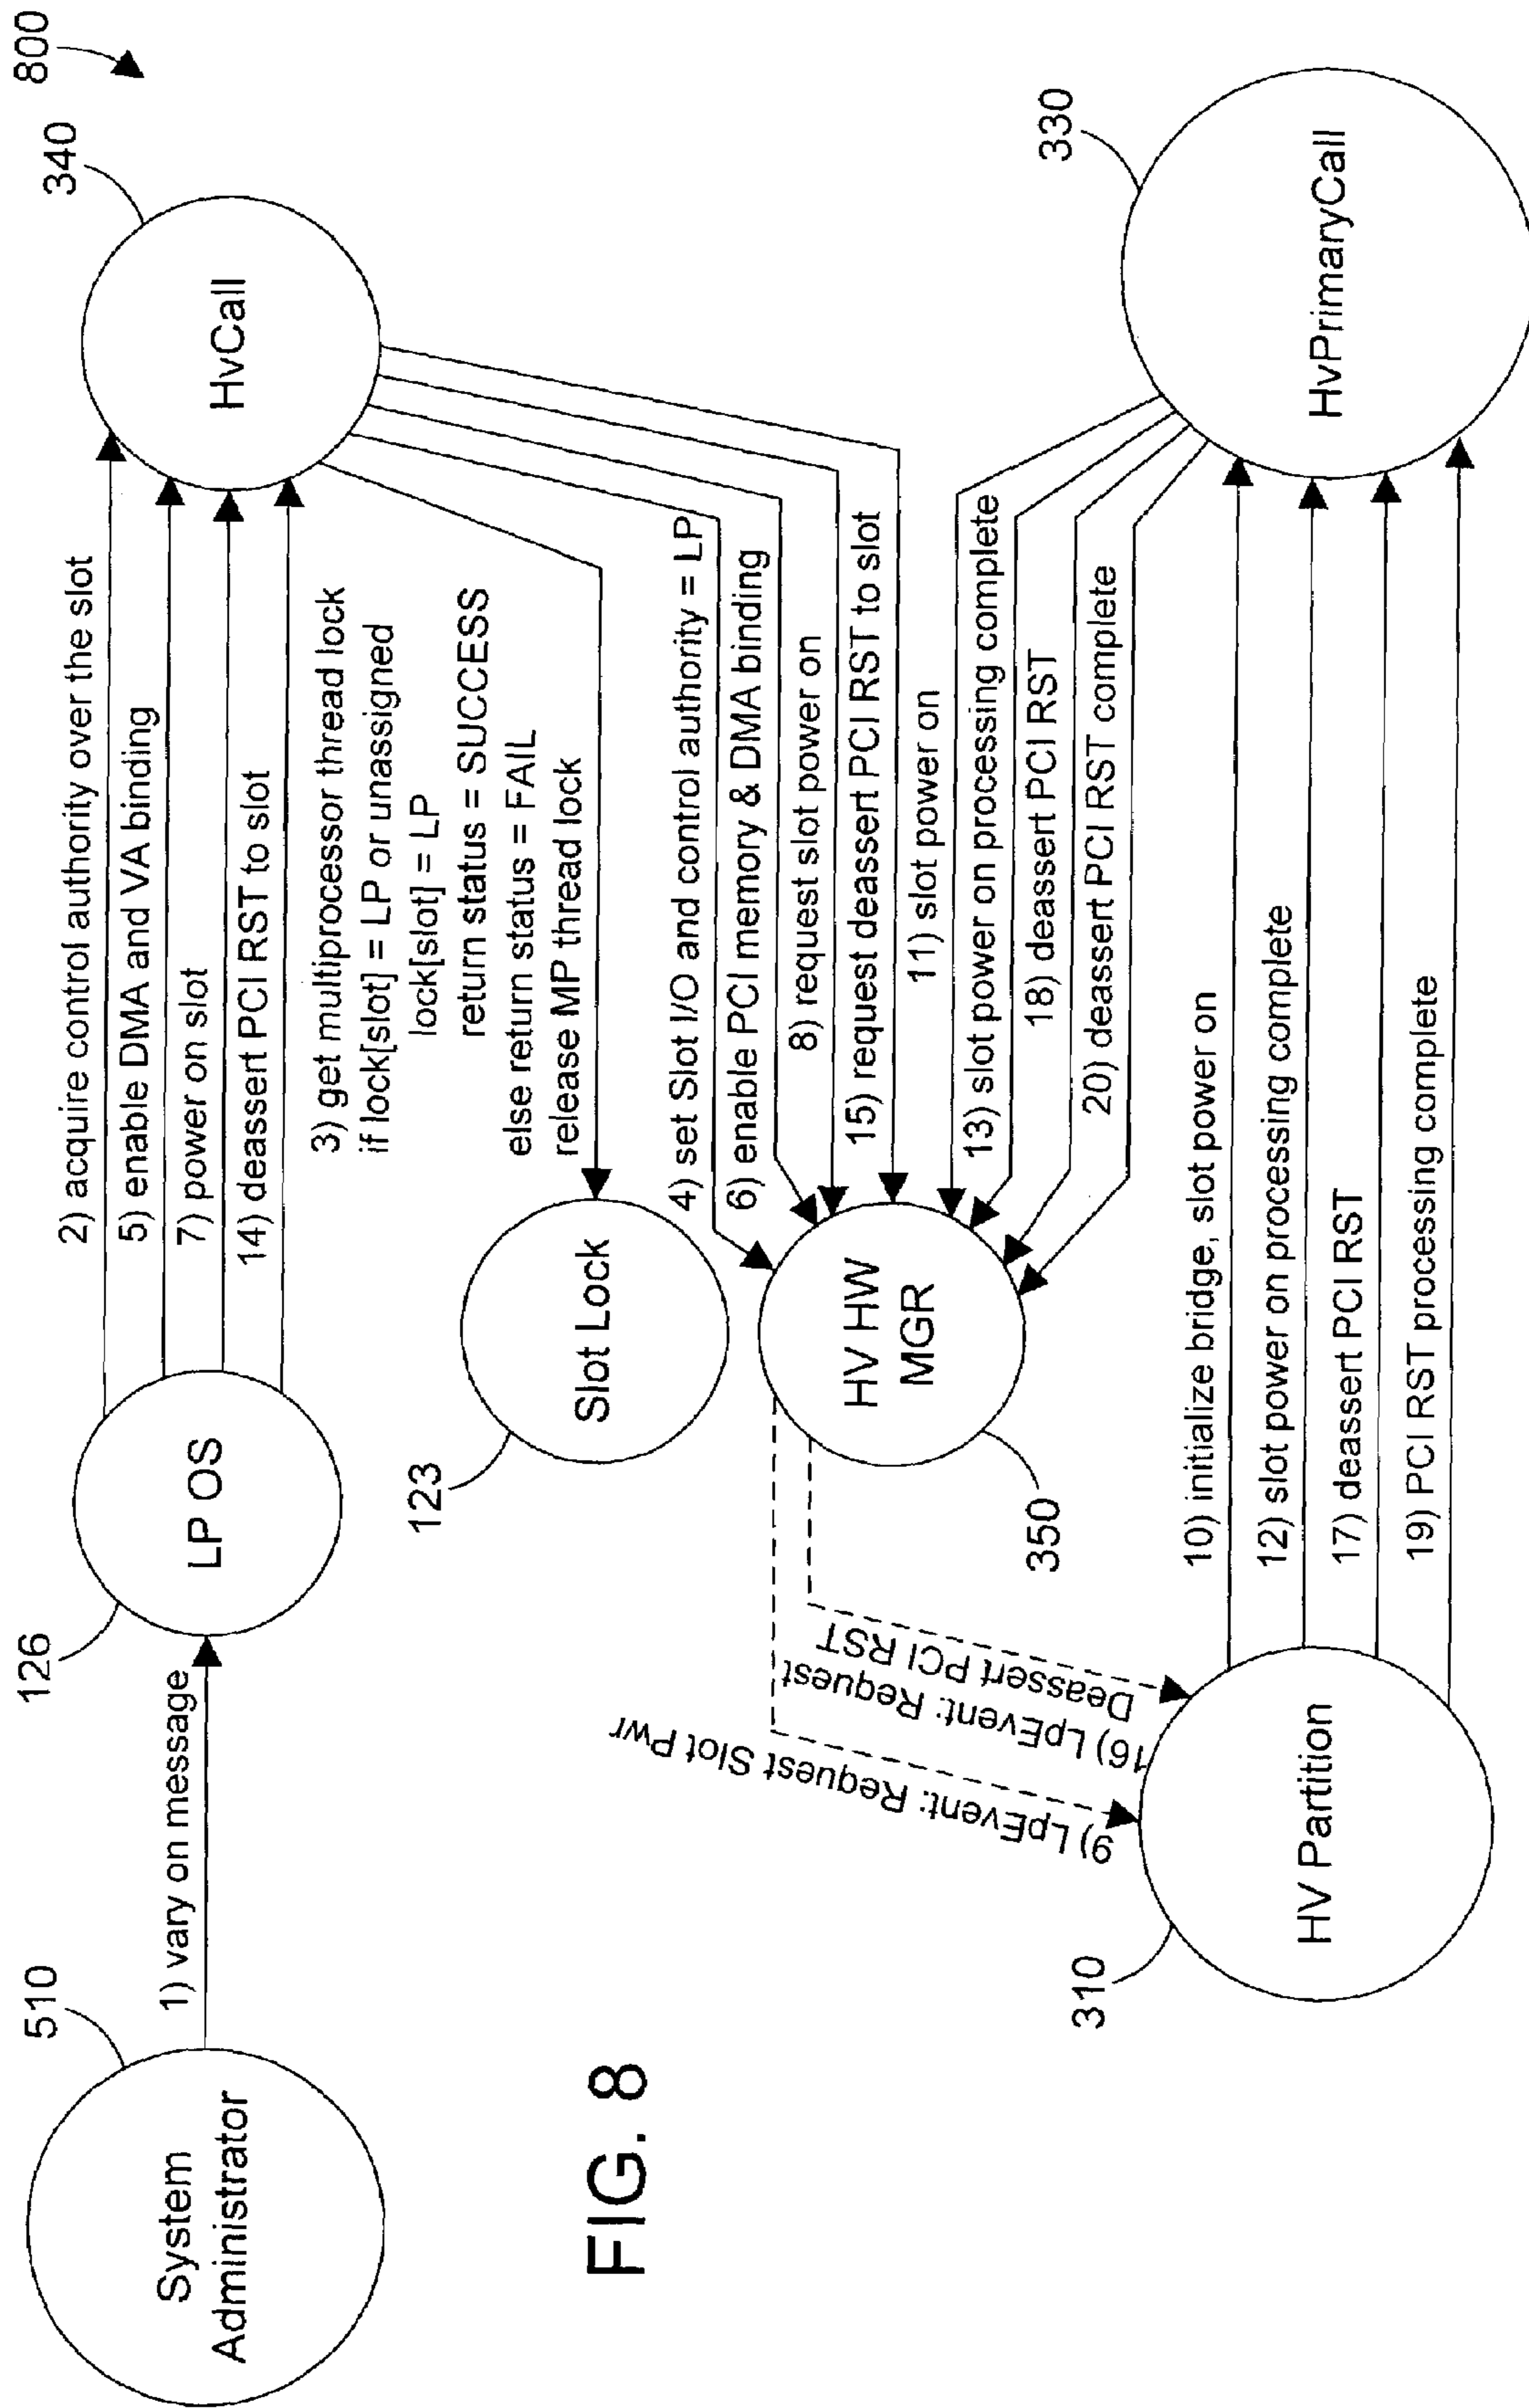 800
510
System
Administrator
1) vary on message
126
LP OS
2) acquire control authority over the slot
5) enable DMA and VA binding
7) power on slot
14) deassert PCI RST to slot
340
HvCall
3) get multiprocessor thread lock
if lock[slot] = LP or unassigned
lock[slot] = LP
return status = SUCCESS
else return status = FAIL
release MP thread lock
123
Slot Lock
4) set Slot I/O and control authority = LP
6) enable PCI memory & DMA binding
8) request slot power on
15) request deassert PCI RST to slot
HV HW
MGR
350
11) slot power on
13) slot power on processing complete
18) deassert PCI RST
20) deassert PCI RST complete
330
HvPrimaryCall
9) LpEvent: Request Slot Pwr
16) LpEvent: Request
Deassert PCI RST
310
HV Partition
10) initialize bridge, slot power on
12) slot power on processing complete
17) deassert PCI RST
19) PCI RST processing complete
FIG. 8